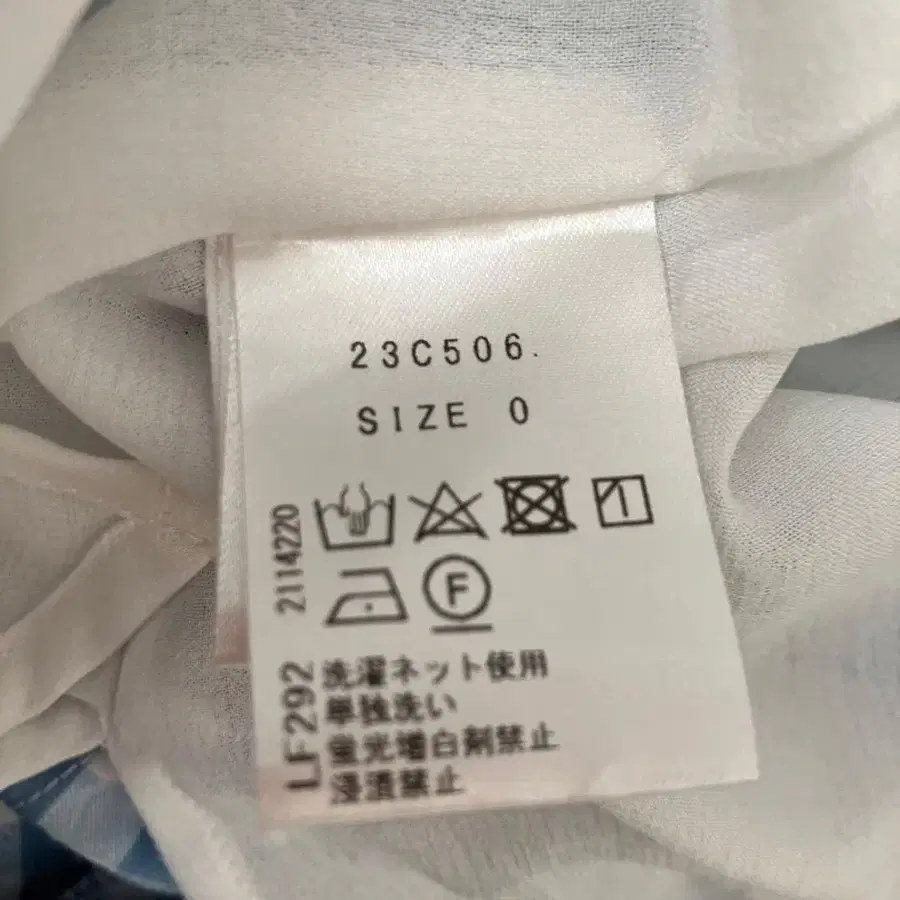 23C506.
SIZE 0
2114220
F
LF292
洗濯ネット使用
単独洗い
蛍光増白剤禁止
浸漬禁止